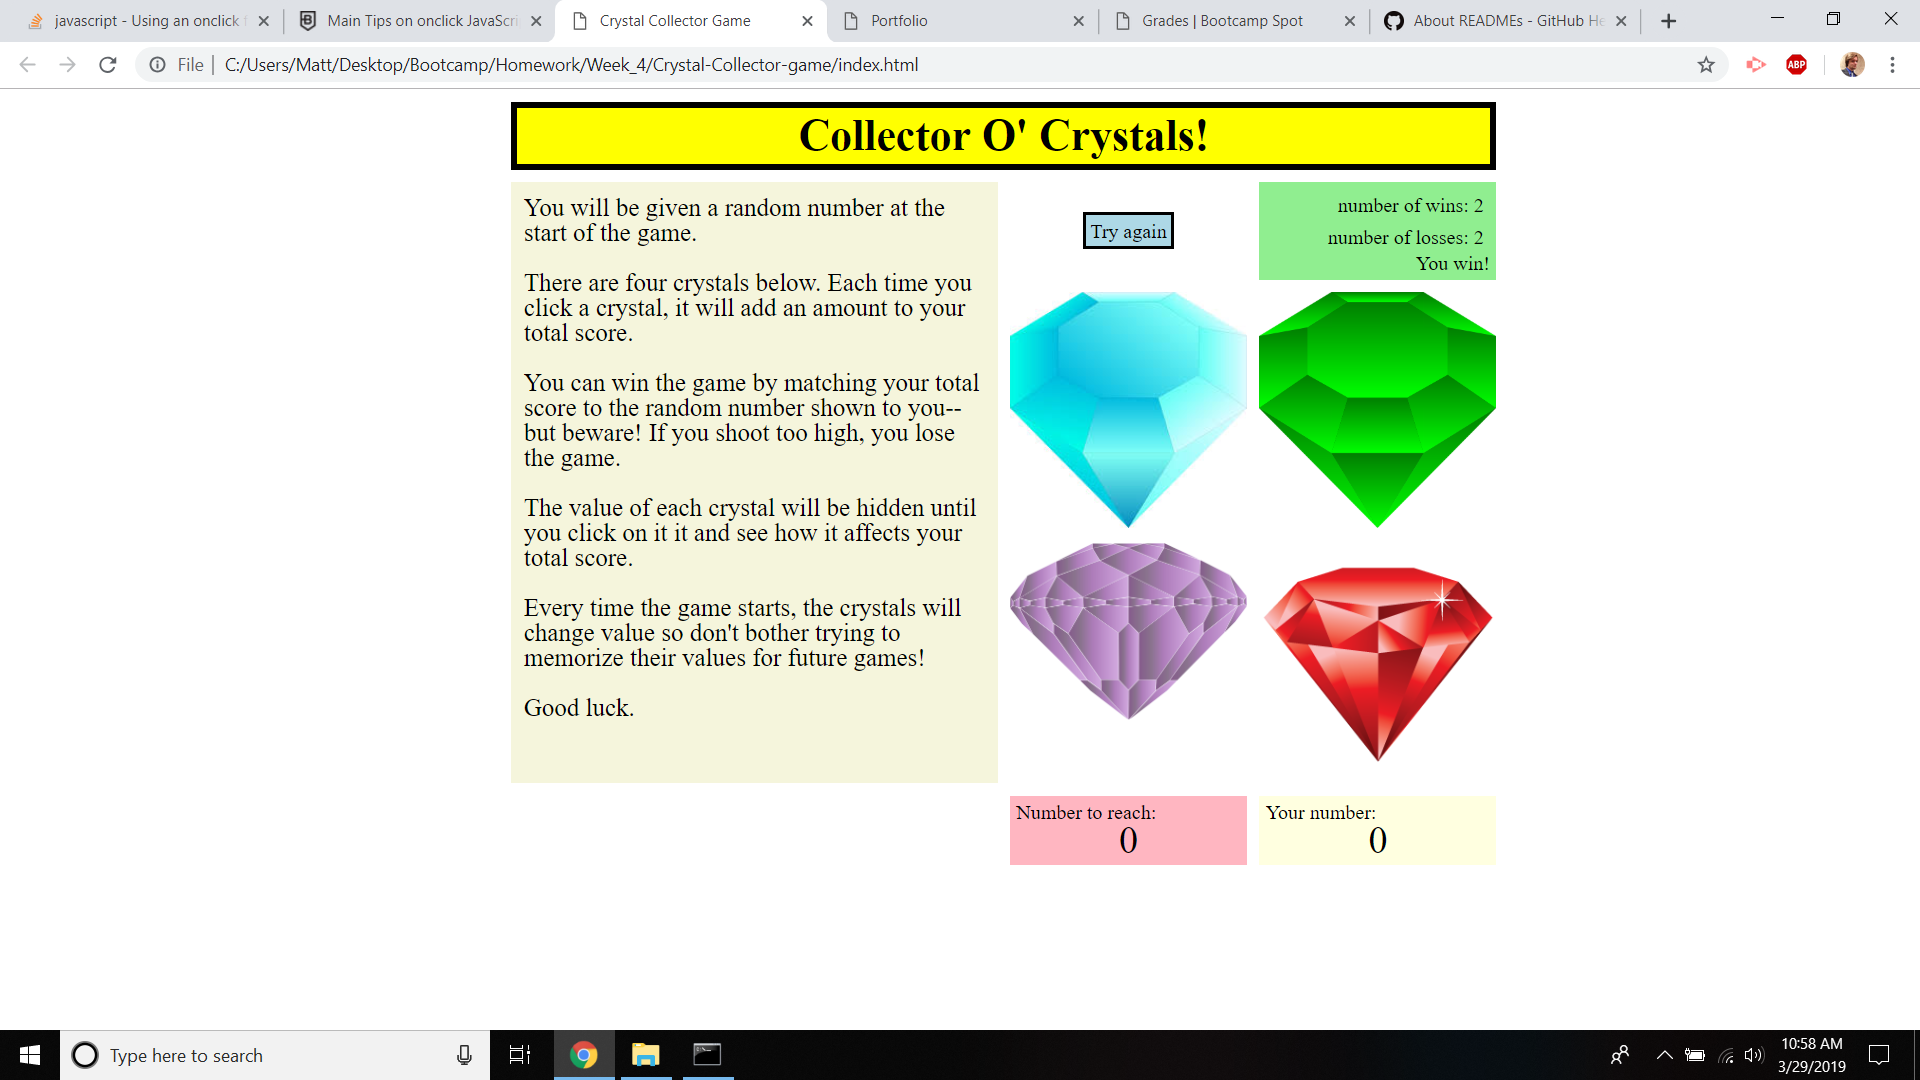 javascript - Using an onclick
Main Tips on onclick JavaScri
Crystal Collector Game
Portfolio
Grades | Bootcamp Spot
About READMEs - GitHub He
File
C:/Users/Matt/Desktop/Bootcamp/Homework/Week_4/Crystal-Collector-game/index.html
ABP
Collector O' Crystals!
You will be given a random number at the
start of the game.
There are four crystals below. Each time you
click a crystal, it will add an amount to your
total score.
You can win the game by matching your total
score to the random number shown to you--
but beware! If you shoot too high, you lose
the game.
The value of each crystal will be hidden until
you click on it it and see how it affects your
total score.
Every time the game starts, the crystals will
change value so don't bother trying to
memorize their values for future games!
Good luck.
Try again
number of wins: 2
number of losses: 2
You win!
Number to reach:
0
Your number:
0
Type here to search
10:58 AM
3/29/2019